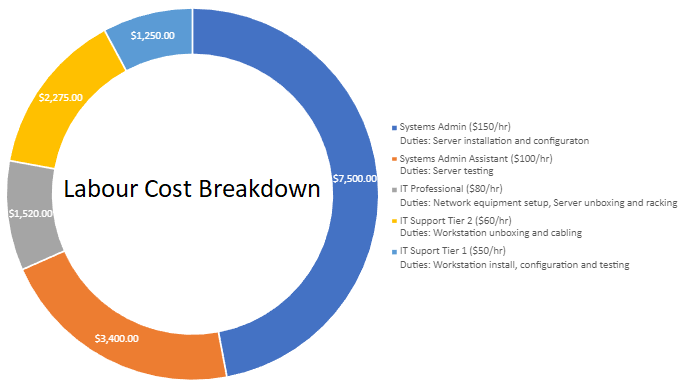 $1,250.00
$2,275.00
$7,500.00
Labour Cost Breakdown
$1,520.00
$3,400.00
Systems Admin ($150/hr)
Duties: Server installation and configuraton
Systems Admin Assistant ($100/hr)
Duties: Server testing
IT Professional ($80/hr)
Duties: Network equipment setup, Server unboxing and racking
IT Support Tier 2 ($60/hr)
Duties: Workstation unboxing and cabling
IT Suport Tier 1 ($50/hr)
Duties: Workstation install, configuration and testing